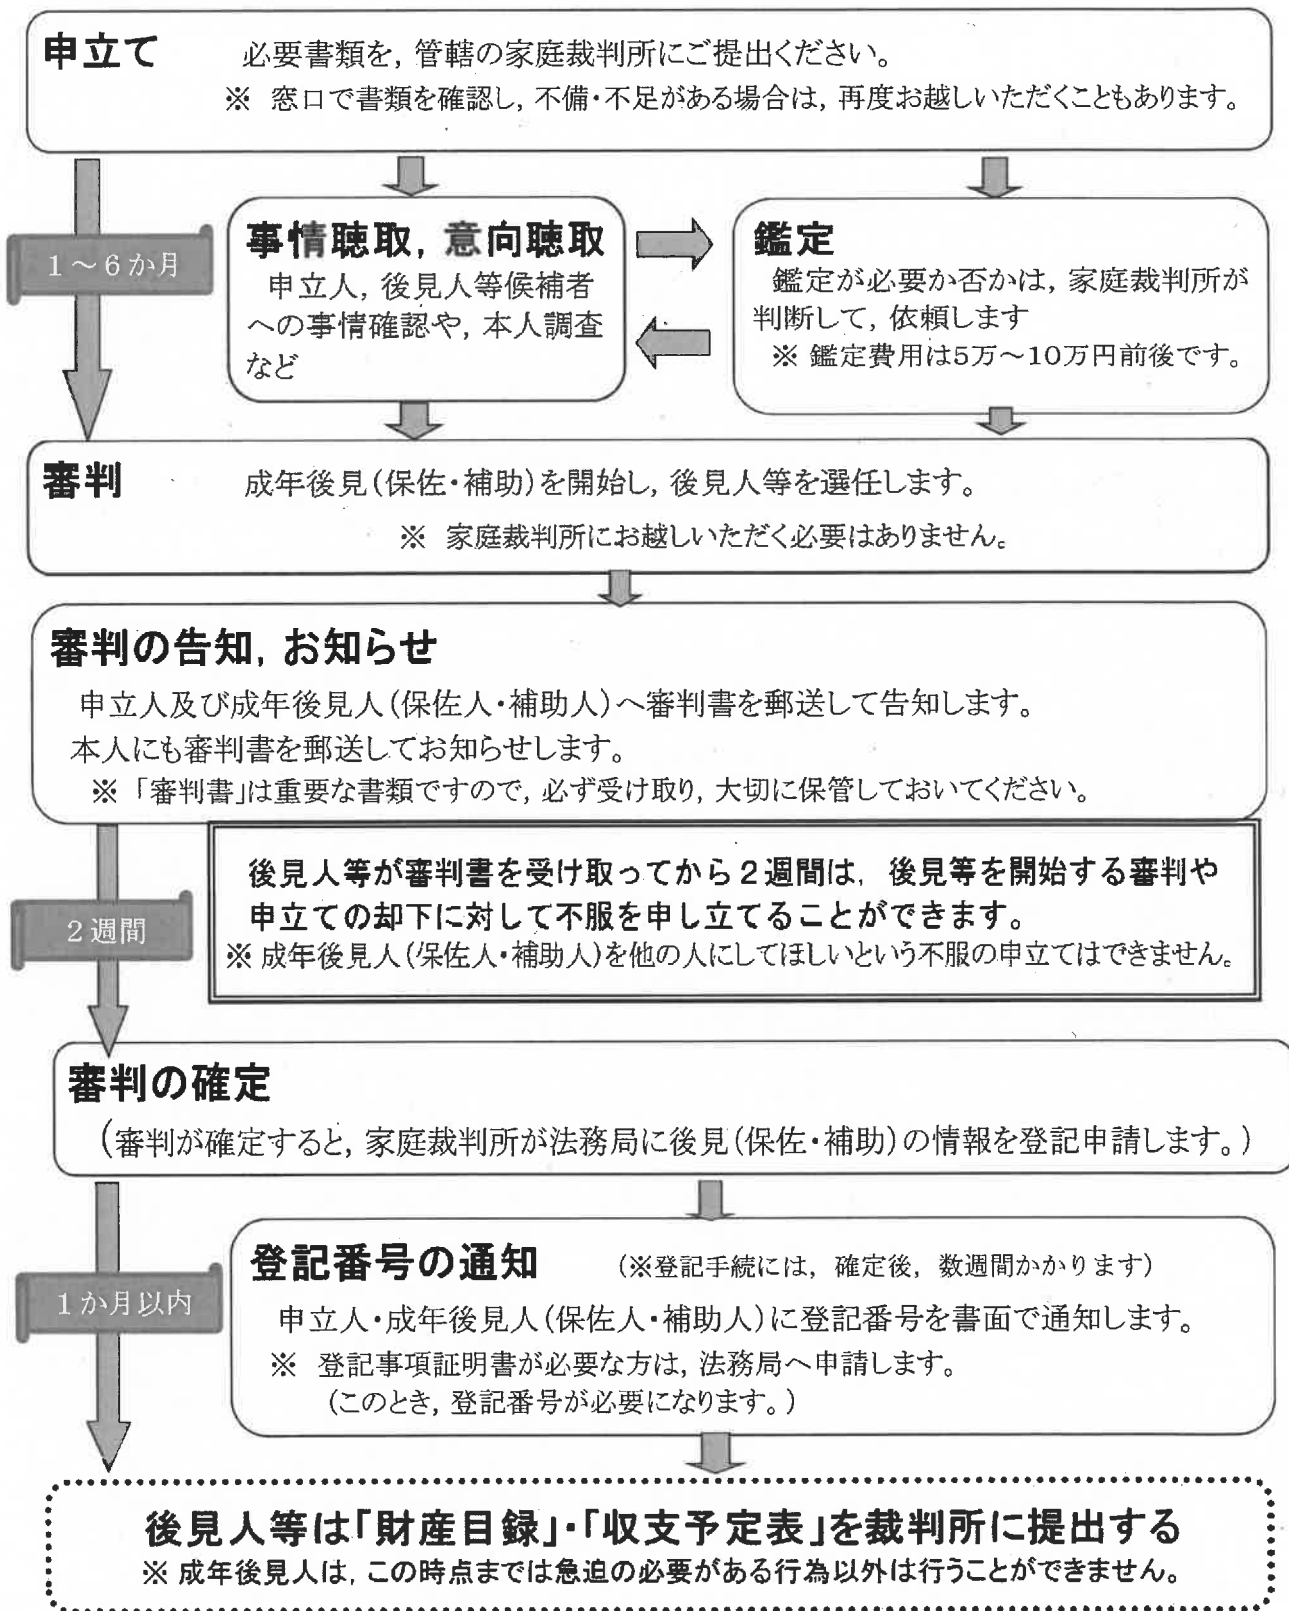 申立て　必要書類を，管轄の家庭裁判所にご提出ください。
※ 窓口で書類を確認し，不備・不足がある場合は，再度お越しいただくこともあります。
1～6か月
事情聴取，意向聴取
申立人，後見人等候補者
への事情確認や，本人調査
など
鑑定
鑑定が必要か否かは，家庭裁判所が
判断して，依頼します
※ 鑑定費用は5万～10万円前後です。
審判　成年後見（保佐・補助）を開始し，後見人等を選任します。
※ 家庭裁判所にお越しいただく必要はありません。
審判の告知，お知らせ
申立人及び成年後見人（保佐人・補助人）へ審判書を郵送して告知します。
本人にも審判書を郵送してお知らせします。
※ 「審判書」は重要な書類ですので，必ず受け取り，大切に保管しておいてください。
2週間
後見人等が審判書を受け取ってから２週間は，後見等を開始する審判や
申立ての却下に対して不服を申し立てることができます。
※ 成年後見人（保佐人・補助人）を他の人にしてほしいという不服の申立てはできません。
審判の確定
（審判が確定すると，家庭裁判所が法務局に後見（保佐・補助）の情報を登記申請します。）
1か月以内
登記番号の通知　（※登記手続には，確定後，数週間かかります）
申立人・成年後見人（保佐人・補助人）に登記番号を書面で通知します。
※ 登記事項証明書が必要な方は，法務局へ申請します。
（このとき，登記番号が必要になります。）
後見人等は「財産目録」・「収支予定表」を裁判所に提出する
※ 成年後見人は，この時点までは急迫の必要がある行為以外は行うことができません。